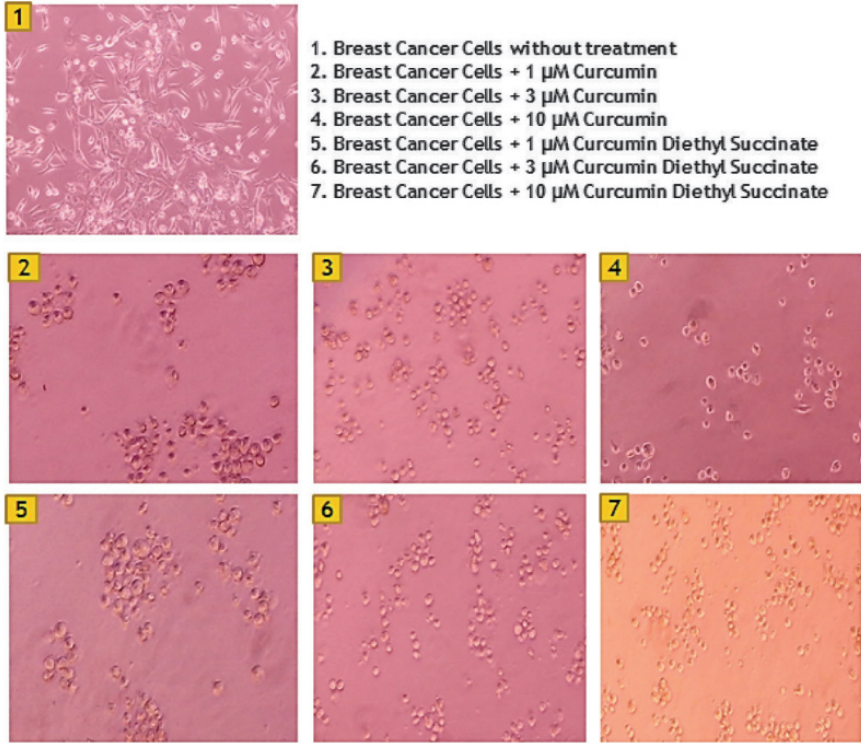 1
1. Breast Cancer Cells without treatment
2. Breast Cancer Cells + 1 µM Curcumin
3. Breast Cancer Cells + 3 µM Curcumin
4. Breast Cancer Cells + 10 µM Curcumin
5. Breast Cancer Cells + 1 µM Curcumin Diethyl Succinate
6. Breast Cancer Cells + 3 µM Curcumin Diethyl Succinate
7. Breast Cancer Cells + 10 µM Curcumin Diethyl Succinate
2
3
4
5
6
7